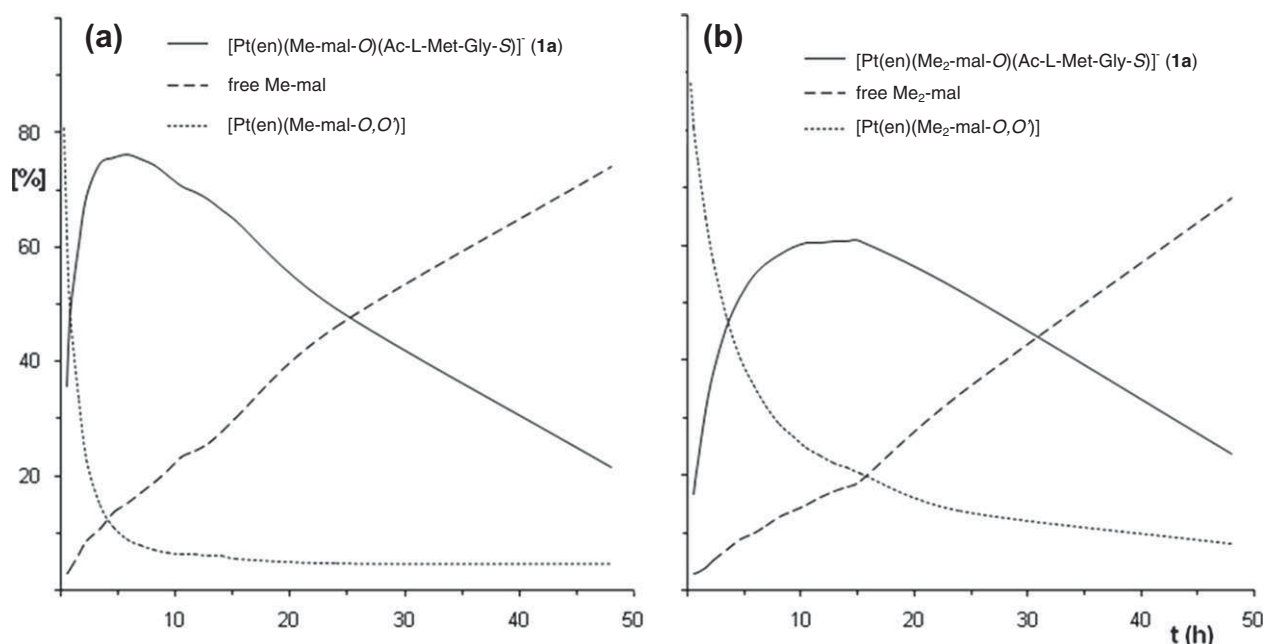 (a)
[Pt(en)(Me-mal-O)(Ac-L-Met-Gly-S)]⁻ (1a)
free Me-mal
[Pt(en)(Me-mal-O,O')]
[%]
80
60
40
20
10
20
30
40
50
(b)
[Pt(en)(Me₂-mal-O)(Ac-L-Met-Gly-S)]⁻ (1a)
free Me₂-mal
[Pt(en)(Me₂-mal-O,O')]
10
20
30
40
50
t (h)